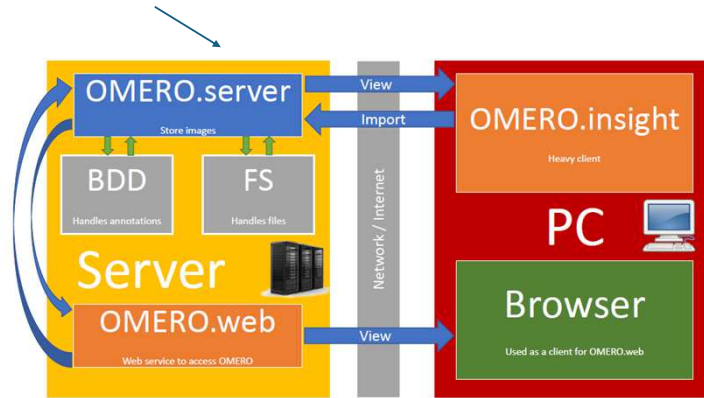 OMERO.server
Store images
BDD
Handles annotations
FS
Handles files
Server
OMERO.web
Web service to access OMERO
View
Import
Network / Internet
View
OMERO.insight
Heavy client
PC
Browser
Used as a client for OMERO.web